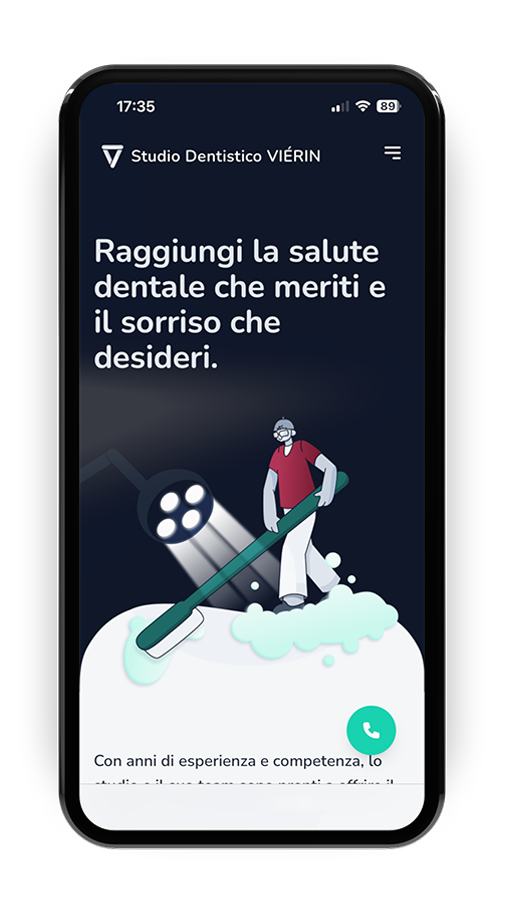 17:35
89
Studio Dentistico VIÉRIN
Raggiungi la salute
dentale che meriti e
il sorriso che
desideri.
Con anni di esperienza e competenza, lo
studio e il suo team sono pronti a offrire il